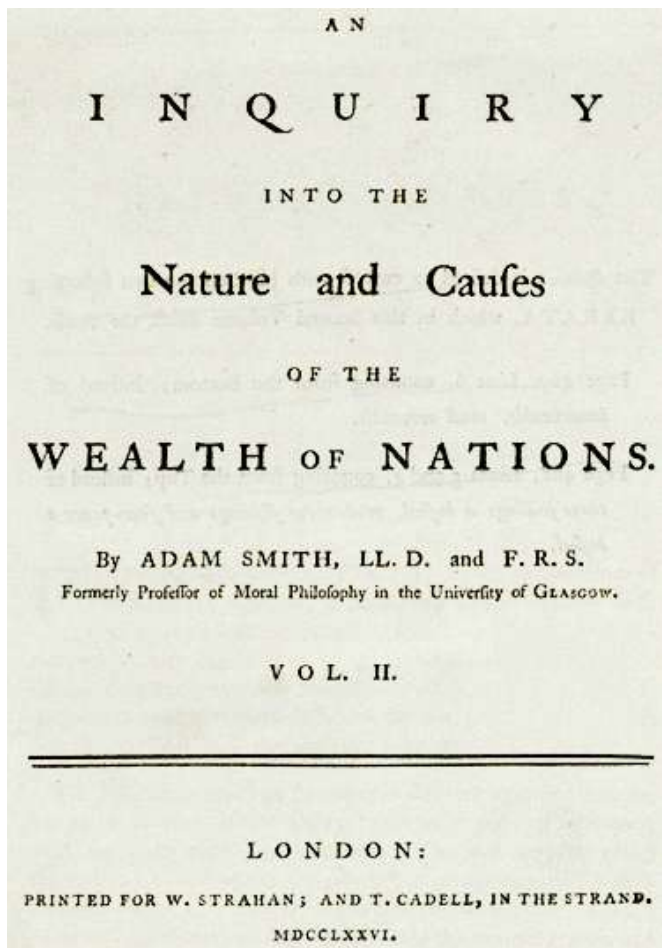 AN
INQUIRY
INTO THE
Nature and Cauſes
OF THE
WEALTH OF NATIONS.
By ADAM SMITH, LL. D. and F. R. S.
Formerly Profeſſor of Moral Philoſophy in the Univerſity of GLASGOW.
VOL. II.
LONDON:
PRINTED FOR W. STRAHAN; AND T. CADELL, IN THE STRAND.
MDCCLXXVI.